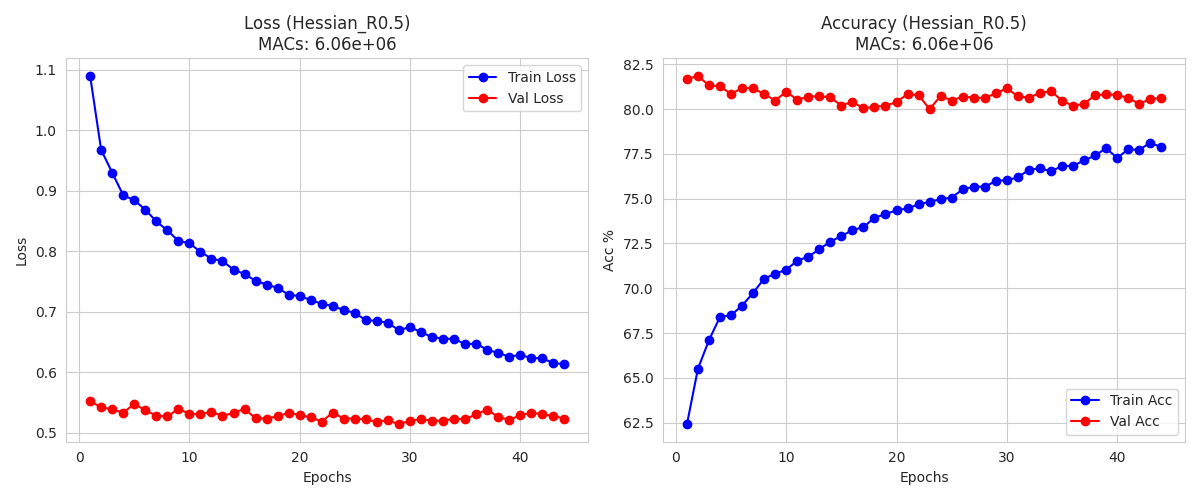 Loss (Hessian_R0.5)
MACs: 6.06e+06
1.1
1.0
0.9
0.8
0.7
0.6
0.5
Loss
0 10 20 30 40
Epochs
Train Loss
Val Loss
Accuracy (Hessian_R0.5)
MACs: 6.06e+06
82.5
80.0
77.5
75.0
72.5
70.0
67.5
65.0
62.5
Acc %
0 10 20 30 40
Epochs
Train Acc
Val Acc